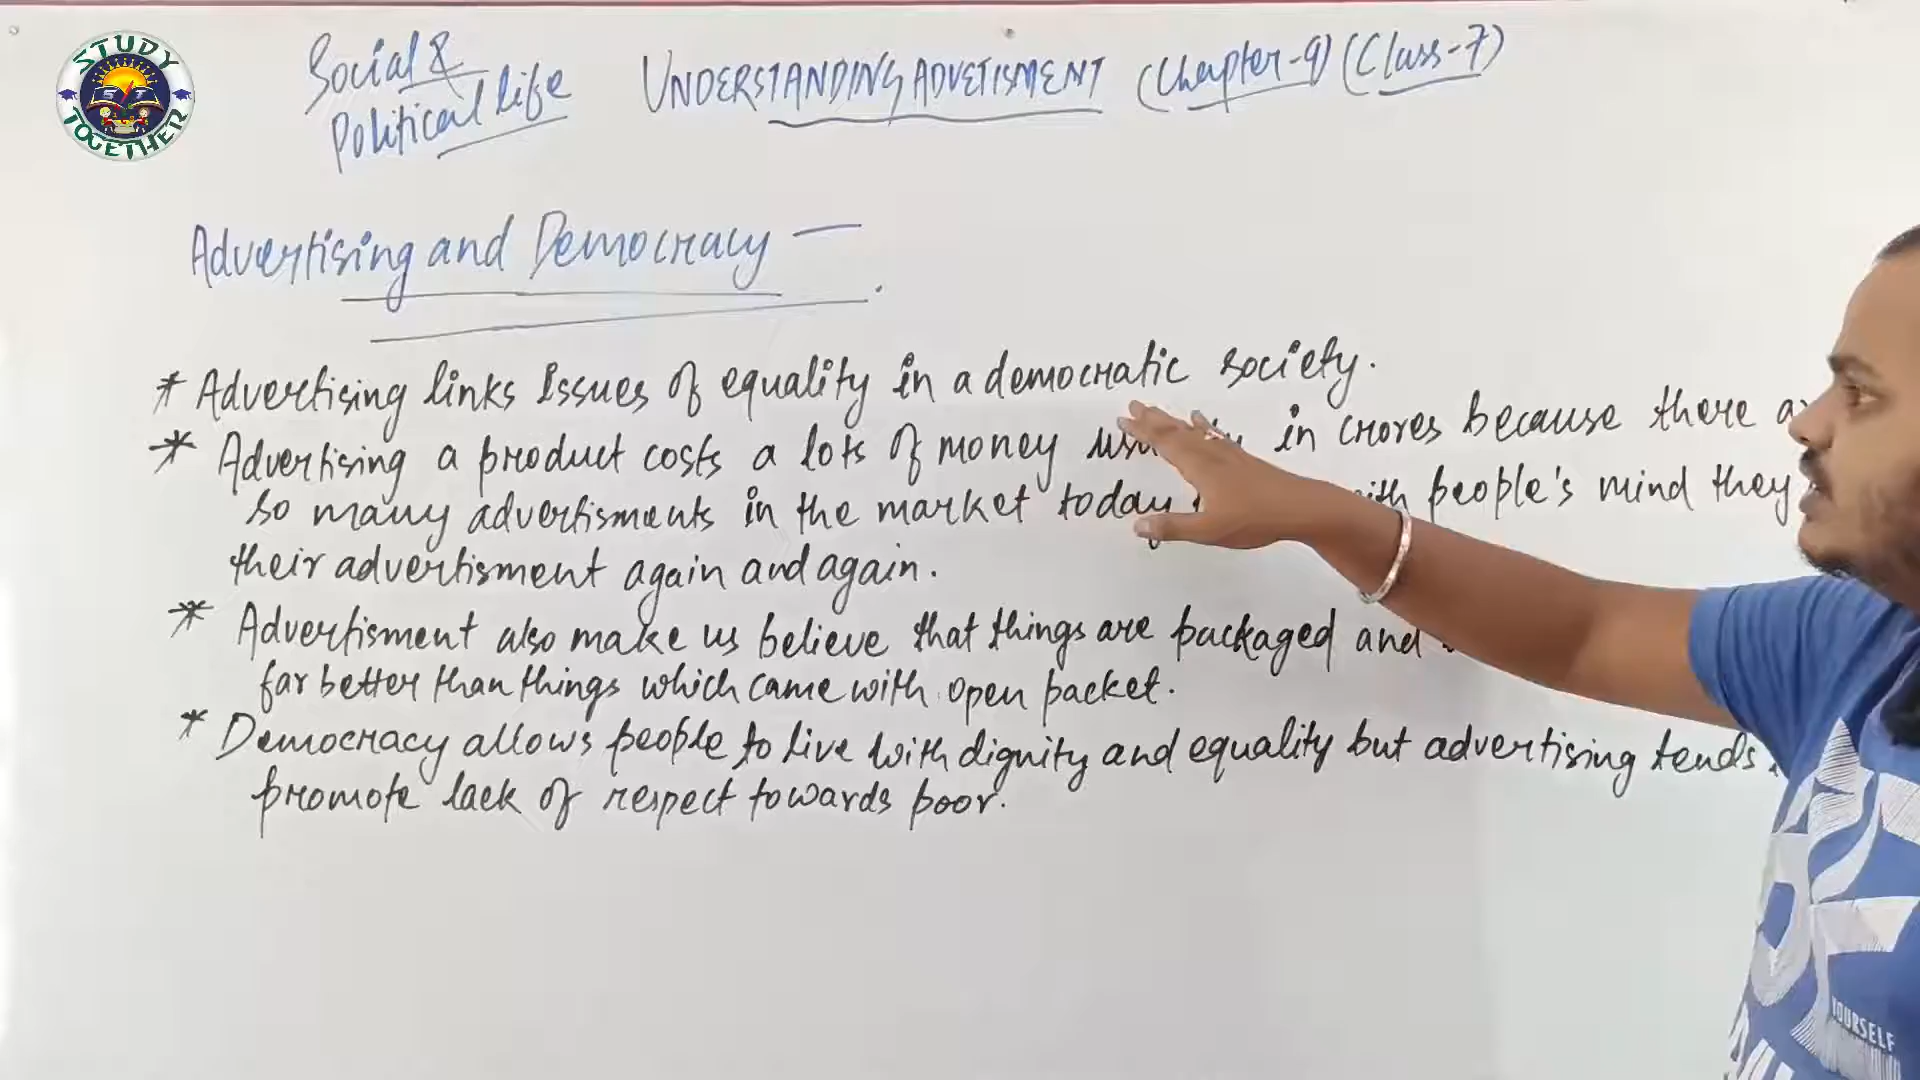 STUDY
ST
TOGETHER
Social &
Political life
UNDERSTANDING ADVETISMENT (Chapter-9) (Class-7)
Advertising and Democracy —
* Advertising links Issues of equality in a democratic society.
* Advertising a product costs a lots of money in crores because there
so many advertisments in the market today people's mind they
their advertisment again and again.
* Advertisment also make us believe that things are packaged and
far better than things which came with open packet.
* Democracy allows people to live with dignity and equality but advertising tends
promote lack of respect towards poor.
YOURSELF